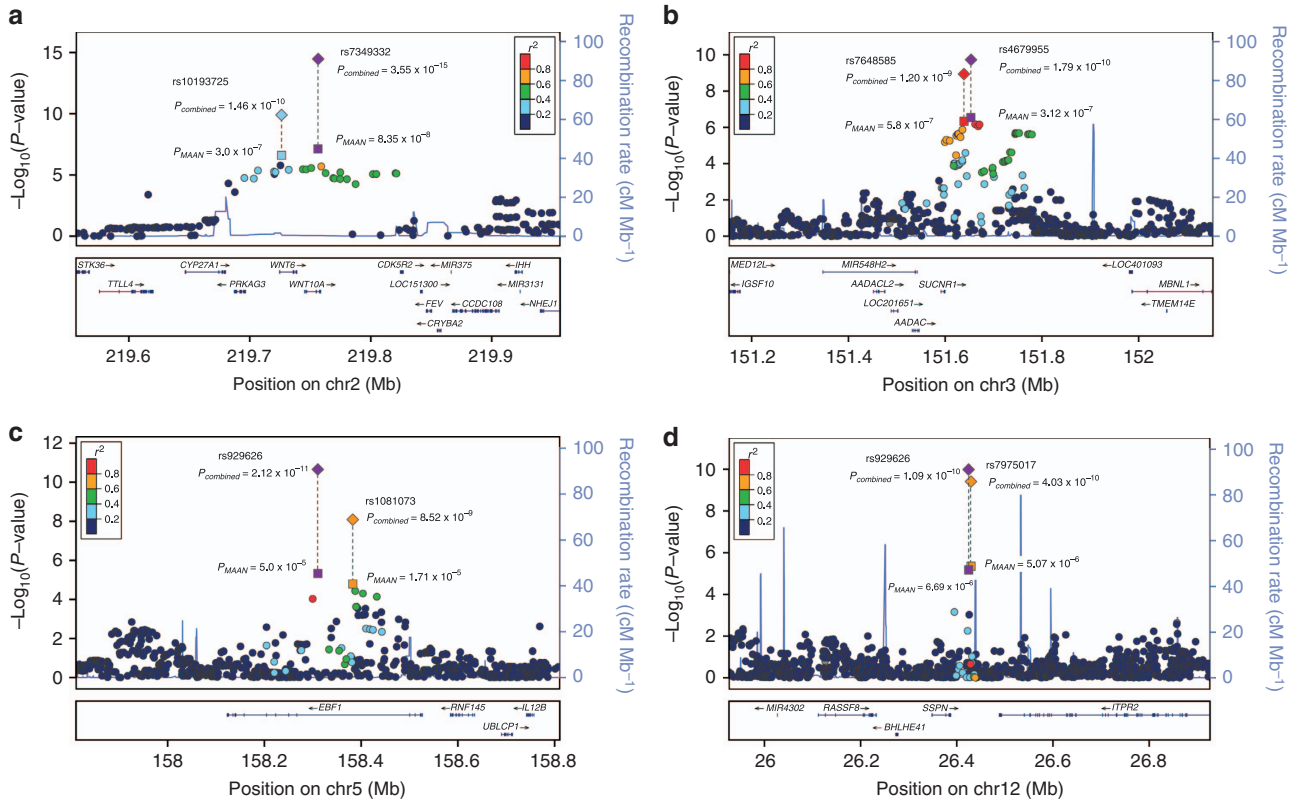 a
–Log10(P–value)
15
10
5
0
rs10193725
Pcombined = 1.46 x 10−10
PMAAN = 3.0 x 10−7
rs7349332
Pcombined = 3.55 x 10−15
PMAAN = 8.35 x 10−8
r2
0.8
0.6
0.4
0.2
100
80
60
40
20
0
Recombination rate (cM Mb−1)
STK36→
CYP27A1→
WNT6→
CDK5R2→
←MIR375
←IHH
TTLL4→
←PRKAG3
WNT10A→
LOC151300→
MIR3131
←FEV
←CCDC108
←NHEJ1
←CRYBA2
219.6
219.7
219.8
219.9
Position on chr2 (Mb)
b
–Log10(P–value)
10
8
6
4
2
0
rs7648585
Pcombined = 1.20 x 10−9
PMAAN = 5.8 x 10−7
rs4679955
Pcombined = 1.79 x 10−10
PMAAN = 3.12 x 10−7
r2
0.8
0.6
0.4
0.2
100
80
60
40
20
0
Recombination rate (cM Mb−1)
MED12L→
MIR548H2→
←LOC401093
←IGSF10
AADACL2→
SUCNR1→
MBNL1→
LOC201651→
←TMEM14E
AADAC→
151.2
151.4
151.6
151.8
152
Position on chr3 (Mb)
c
–Log10(P–value)
12
10
8
6
4
2
0
r2
0.8
0.6
0.4
0.2
rs929626
Pcombined = 2.12 x 10−11
PMAAN = 5.0 x 10−5
rs1081073
Pcombined = 8.52 x 10−9
PMAAN = 1.71 x 10−5
100
80
60
40
20
0
Recombination rate ((cM Mb−1)
←EBF1
←RNF145
←IL12B
UBLCP1→
158
158.2
158.4
158.6
158.8
Position on chr5 (Mb)
d
–Log10(P–value)
10
8
6
4
2
0
r2
0.8
0.6
0.4
0.2
rs929626
Pcombined = 1.09 x 10−10
PMAAN = 6,69 x 10−6
rs7975017
Pcombined = 4.03 x 10−10
PMAAN = 5.07 x 10−6
100
80
60
40
20
0
Recombination rate (cM Mb−1)
←MIR4302
RASSF8→
SSPN→
←ITPR2
←BHLHE41
26
26.2
26.4
26.6
26.8
Position on chr12 (Mb)